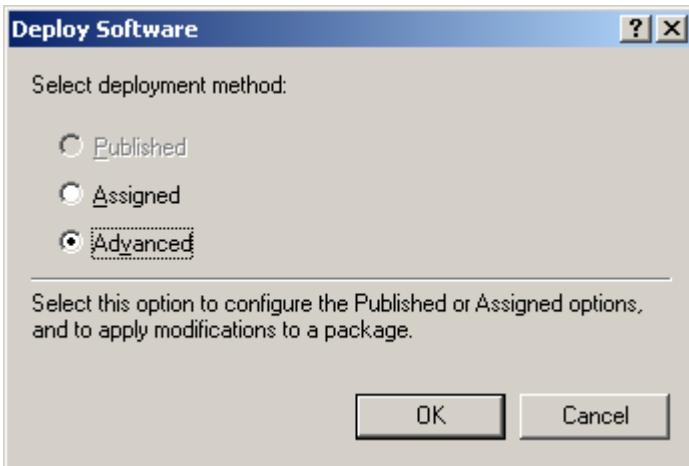 Deploy Software
Select deployment method:
Published
Assigned
Advanced
Select this option to configure the Published or Assigned options,
and to apply modifications to a package.
OK
Cancel